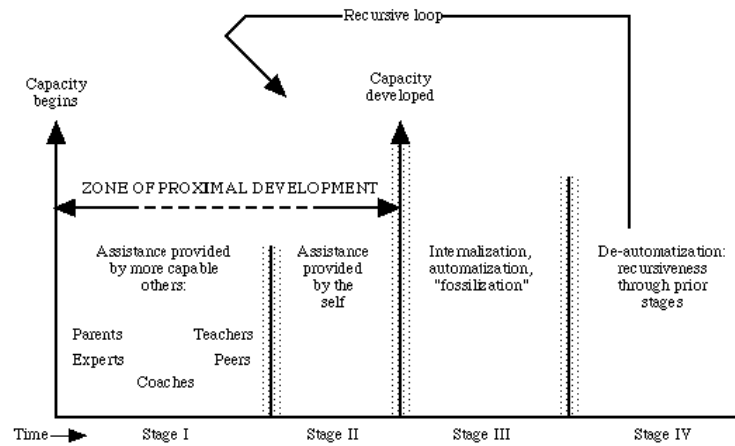 Recursive loop
Capacity
begins
Capacity
developed
ZONE OF PROXIMAL DEVELOPMENT
Assistance provided
by more capable
others:
Parents
Teachers
Experts
Peers
Coaches
Assistance
provided
by the
self
Internalization,
automatization,
"fossilization"
De-automatization:
recursiveness
through prior
stages
Time
Stage I
Stage II
Stage III
Stage IV